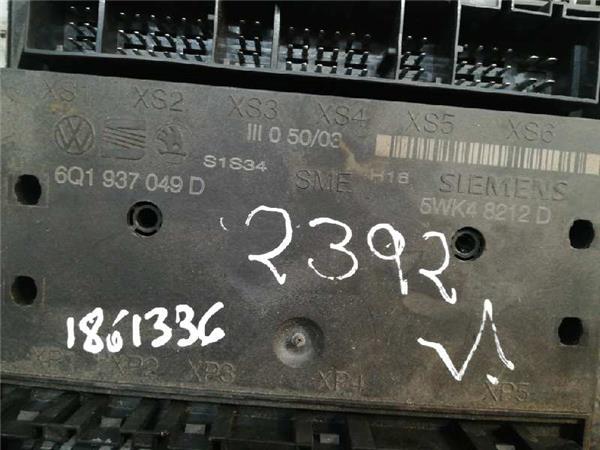 XS1 XS2 XS3 XS4 XS5 XS6
III 0 50/03
S1S34
6Q1 937 049 D
SME H16 SIEMENS
5WK4 8212 D
2392
1861336
XP1 XP2 XP3 XP4 XP5